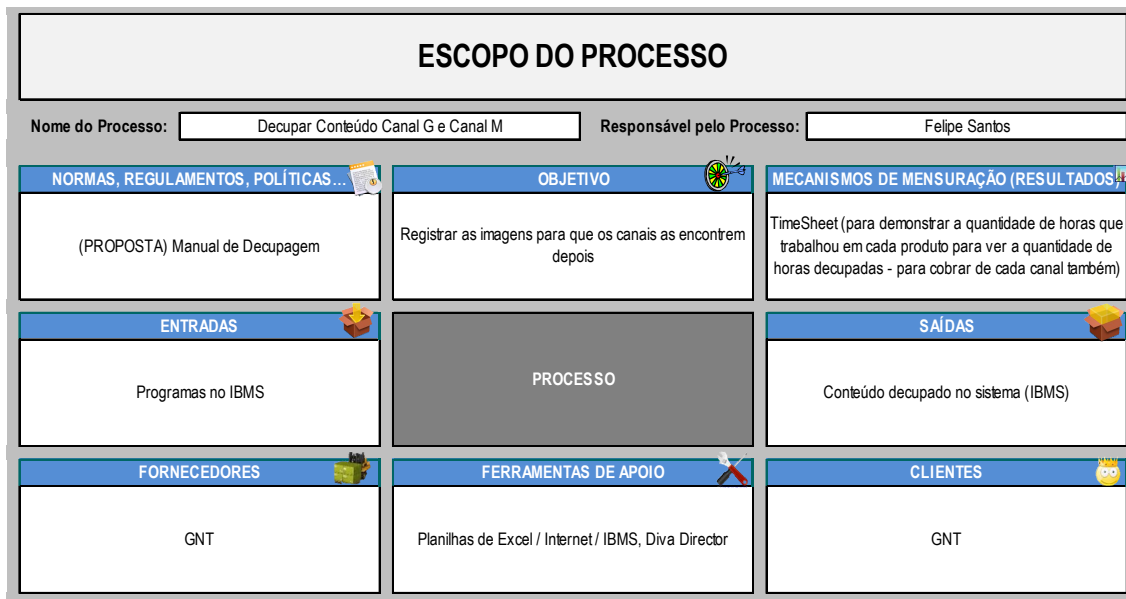 ESCOPO DO PROCESSO
Nome do Processo: Decupar Conteúdo Canal G e Canal M Responsável pelo Processo: Felipe Santos
NORMAS, REGULAMENTOS, POLÍTICAS...
(PROPOSTA) Manual de Decupagem
OBJETIVO
Registrar as imagens para que os canais as encontrem
depois
MECANISMOS DE MENSURAÇÃO (RESULTADOS)
TimeSheet (para demonstrar a quantidade de horas que
trabalhou em cada produto para ver a quantidade de
horas decupadas - para cobrar de cada canal também)
ENTRADAS
Programas no IBMS
PROCESSO
SAÍDAS
Conteúdo decupado no sistema (IBMS)
FORNECEDORES
GNT
FERRAMENTAS DE APOIO
Planilhas de Excel / Internet / IBMS, Diva Director
CLIENTES
GNT